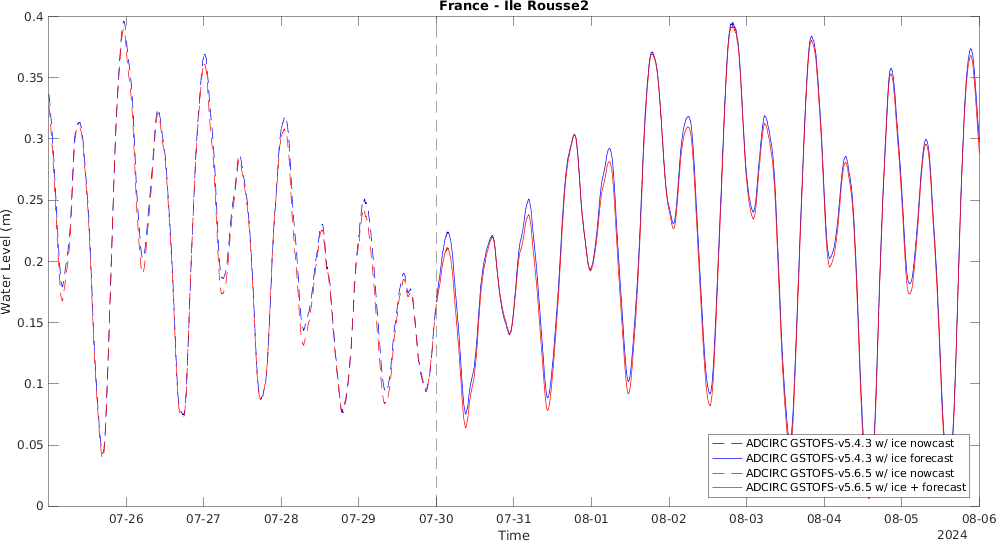 France - Ile Rousse2
0.4
0.35
0.3
0.25
0.2
0.15
0.1
0.05
0
Water Level (m)
ADCIRC GSTOFS-v5.4.3 w/ ice nowcast
ADCIRC GSTOFS-v5.4.3 w/ ice forecast
ADCIRC GSTOFS-v5.6.5 w/ ice nowcast
ADCIRC GSTOFS-v5.6.5 w/ ice + forecast
07-26 07-27 07-28 07-29 07-30 07-31 08-01 08-02 08-03 08-04 08-05 08-06
Time
2024